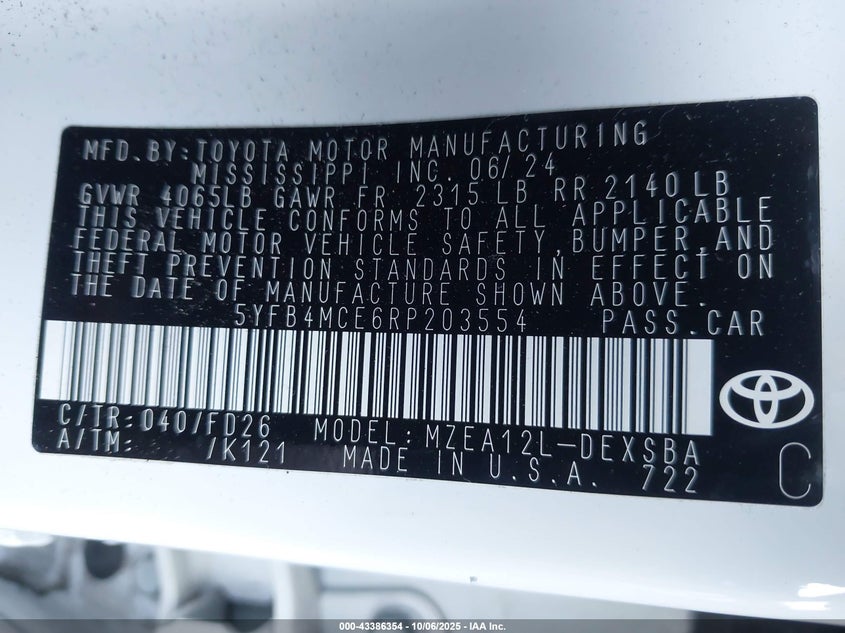 MFD. BY: TOYOTA MOTOR MANUFACTURING
MISSISSIPPI INC. 06/24
GVWR 4065LB GAWR FR 2315 LB RR 2140 LB
THIS VEHICLE CONFORMS TO ALL APPLICABLE
FEDERAL MOTOR VEHICLE SAFETY, BUMPER, AND
THEFT PREVENTION STANDARDS IN EFFECT ON
THE DATE OF MANUFACTURE SHOWN ABOVE.
5YFB4MCE6RP203554 PASS. CAR
C/TR: 040/FD26 MODEL: MZEA12L-DEXSBA
A/TM: /K121 MADE IN U.S.A. 722
C
000-43386354 - 10/06/2025 - IAA Inc.